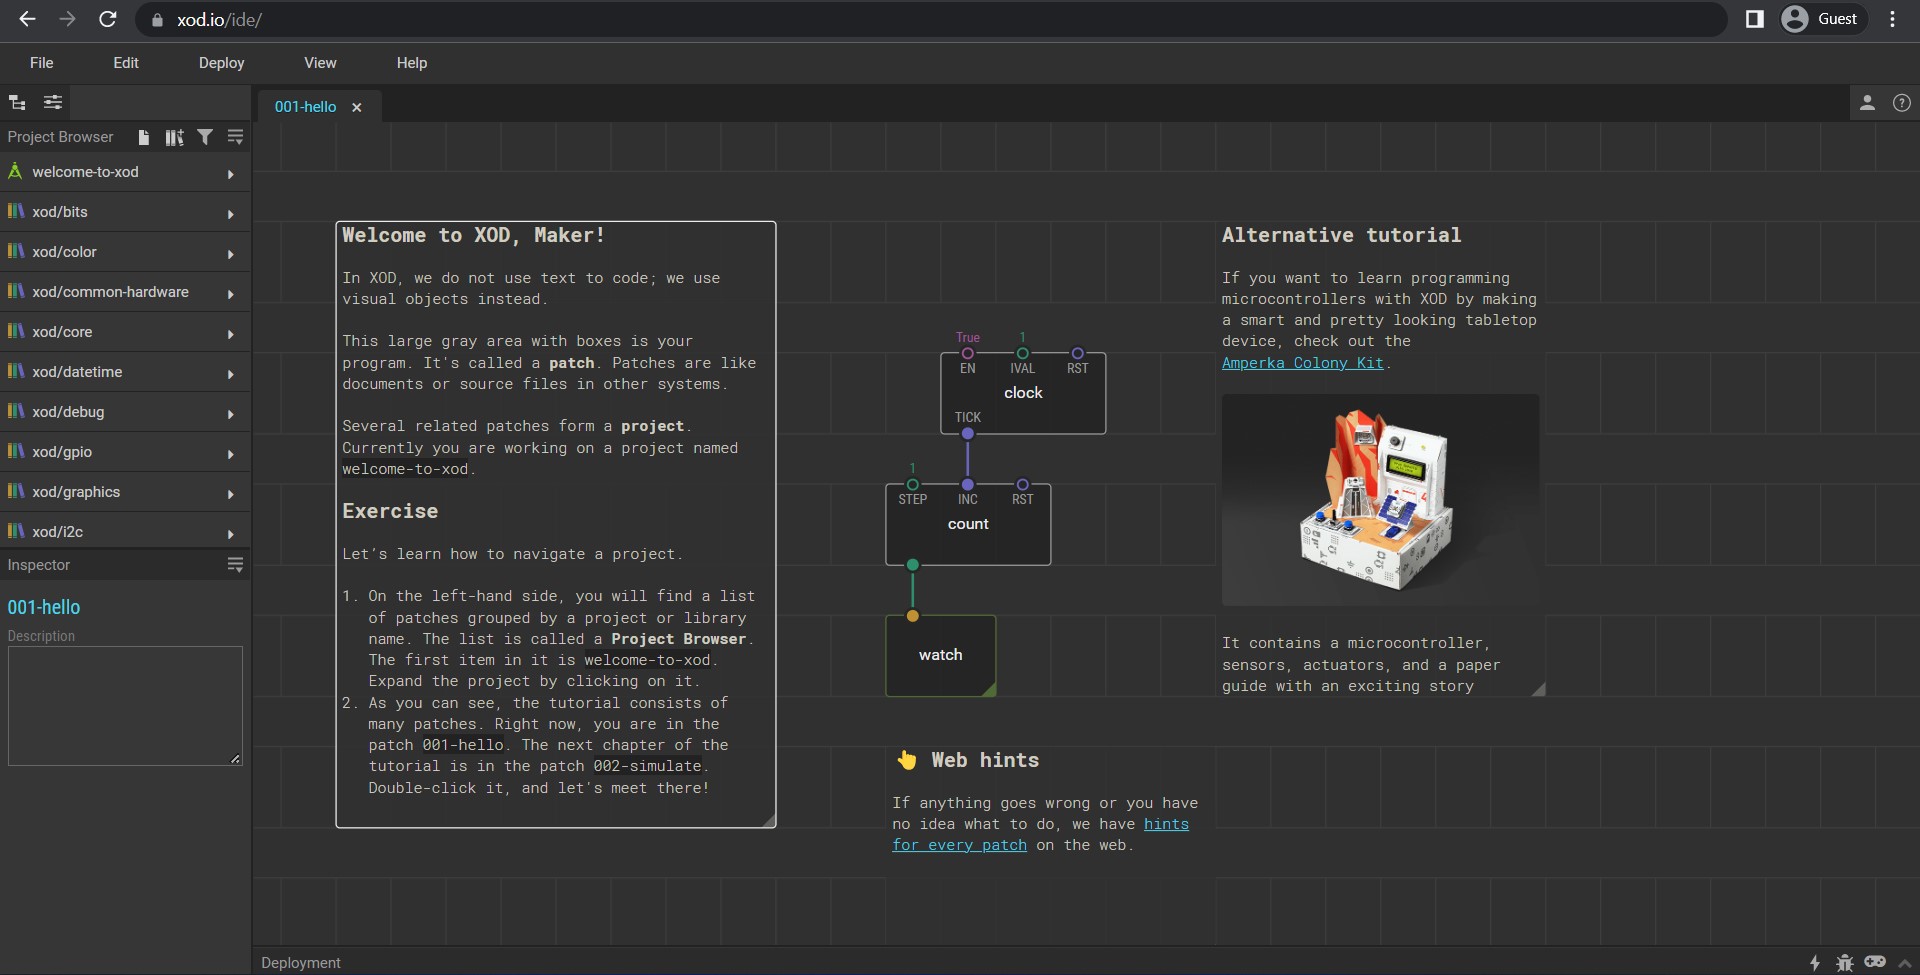 xod.io/ide/
Guest
File Edit Deploy View Help
001-hello
Project Browser
welcome-to-xod
xod/bits
xod/color
xod/common-hardware
xod/core
xod/datetime
xod/debug
xod/gpio
xod/graphics
xod/i2c
Inspector
001-hello
Description
Welcome to XOD, Maker!
In XOD, we do not use text to code; we use
visual objects instead.
This large gray area with boxes is your
program. It's called a patch. Patches are like
documents or source files in other systems.
Several related patches form a project.
Currently you are working on a project named
welcome-to-xod.
Exercise
Let's learn how to navigate a project.
1. On the left-hand side, you will find a list
of patches grouped by a project or library
name. The list is called a Project Browser.
The first item in it is welcome-to-xod.
Expand the project by clicking on it.
2. As you can see, the tutorial consists of
many patches. Right now, you are in the
patch 001-hello. The next chapter of the
tutorial is in the patch 002-simulate.
Double-click it, and let's meet there!
True 1
EN IVAL RST
clock
TICK
1
STEP INC RST
count
watch
👆 Web hints
If anything goes wrong or you have
no idea what to do, we have hints
for every patch on the web.
Alternative tutorial
If you want to learn programming
microcontrollers with XOD by making
a smart and pretty looking tabletop
device, check out the
Amperka Colony Kit.
It contains a microcontroller,
sensors, actuators, and a paper
guide with an exciting story
Deployment